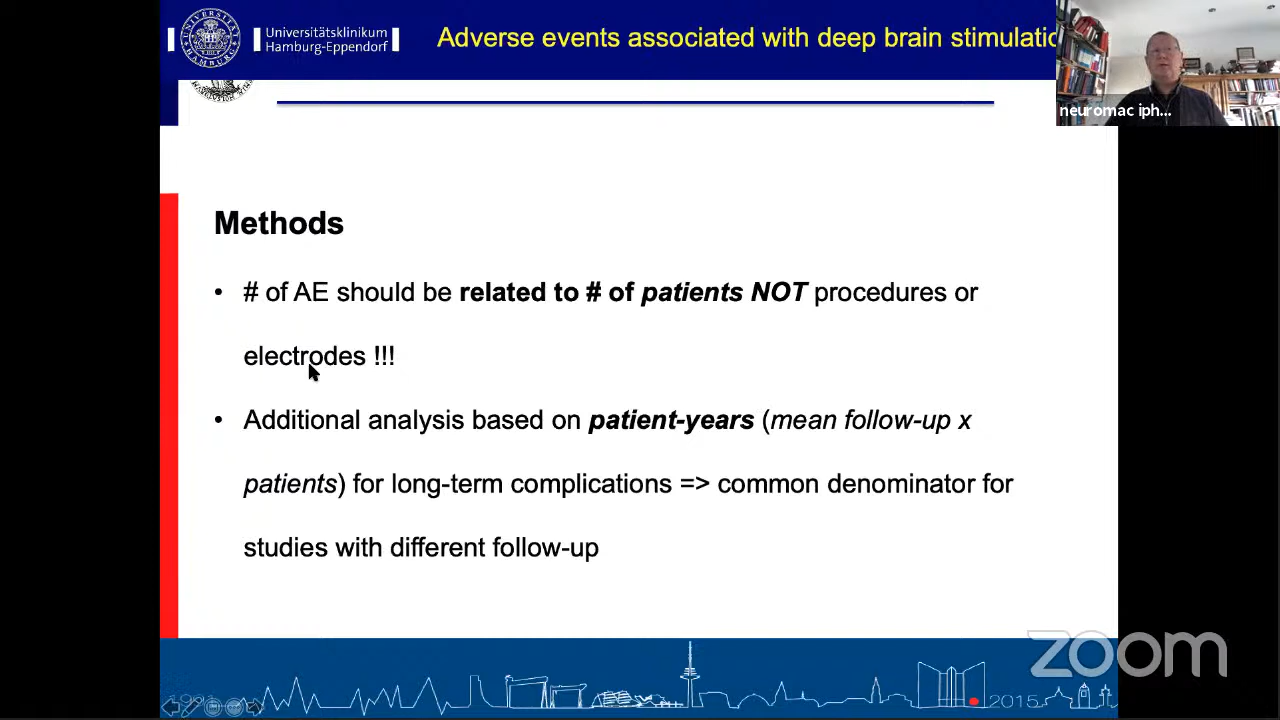 Universitätsklinikum
Hamburg-Eppendorf
Adverse events associated with deep brain stimulatio
neuromac iph...
Methods
• # of AE should be related to # of patients NOT procedures or
electrodes !!!
• Additional analysis based on patient-years (mean follow-up x
patients) for long-term complications => common denominator for
studies with different follow-up
zoom
1991
2015